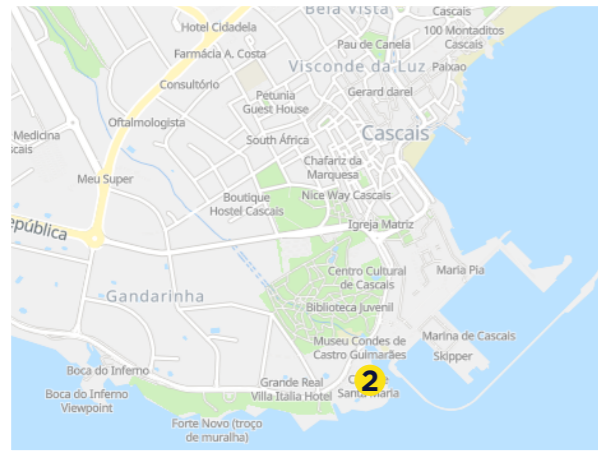 Bela Vista
Cascais
Hotel Cidadela
100 Montaditos
Cascais
Pau de Canela
Farmácia A. Costa
Visconde da Luz
Paixao
Consultório
Gerard darel
Petunia
Guest House
Oftalmologista
Cascais
Medicina
scais
South África
Chafariz da
Marquesa
Meu Super
Boutique
Hostel Cascais
Nice Way Cascais
epública
Igreja Matriz
Centro Cultural
de Cascais
Maria Pia
Gandarinha
Biblioteca Juvenil
Museu Condes de
Castro Guimarães
Marina de Cascais
Skipper
Boca do Inferno
Grande Real
Villa Italia Hotel
2
Santa Maria
Boca do Inferno
Viewpoint
Forte Novo (troço
de muralha)